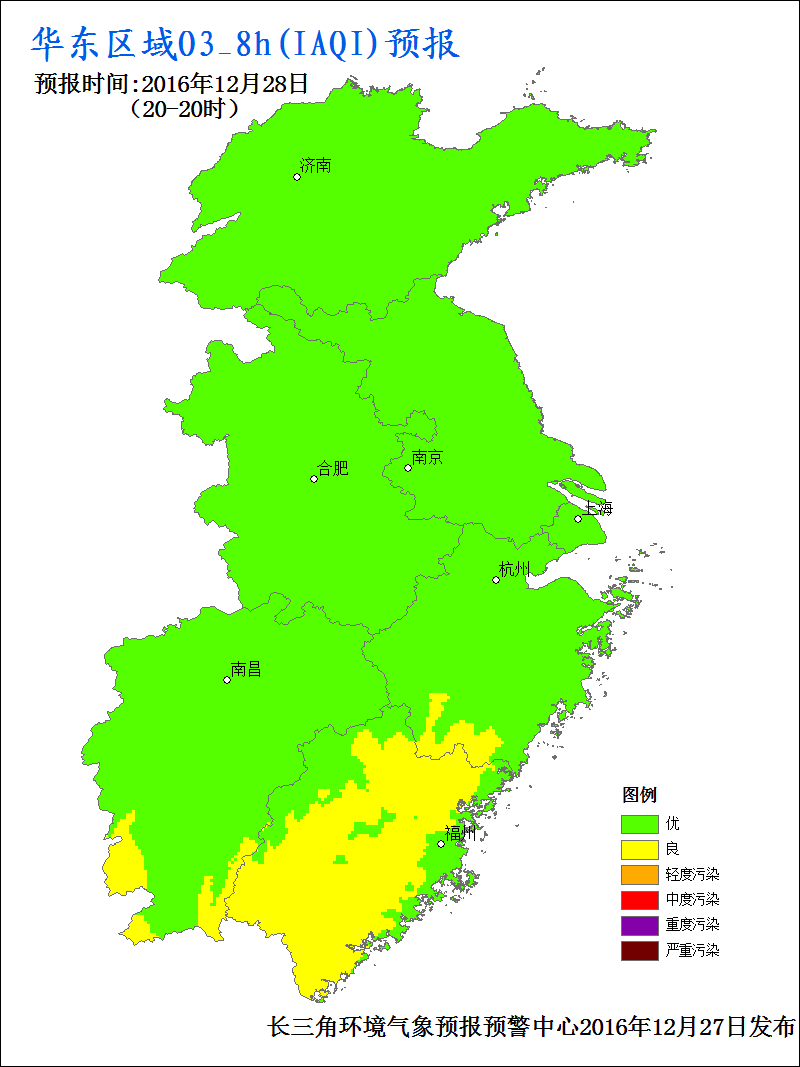 华东区域O3_8h(IAQI)预报
预报时间:2016年12月28日
（20-20时）
济南
南京
合肥
上海
杭州
南昌
福州
图例
优
良
轻度污染
中度污染
重度污染
严重污染
长三角环境气象预报预警中心2016年12月27日发布